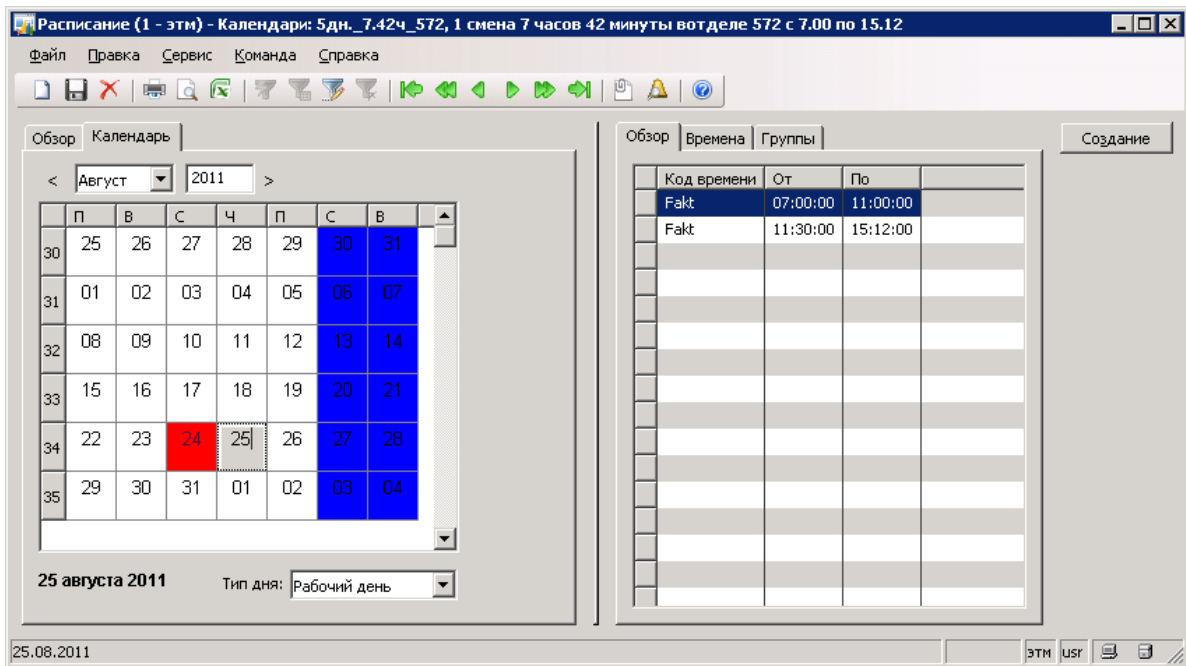 Расписание (1 - этм) - Календари: 5дн._7.42ч_572, 1 смена 7 часов 42 минуты вотделе 572 с 7.00 по 15.12
Файл Правка Сервис Команда Справка
Обзор Календарь
< Август 2011 >
П В С Ч П С В
30 25 26 27 28 29 30 31
31 01 02 03 04 05 06 07
32 08 09 10 11 12 13 14
33 15 16 17 18 19 20 21
34 22 23 24 25 26 27 28
35 29 30 31 01 02 03 04
25 августа 2011 Тип дня: Рабочий день
Обзор Времена Группы
Код времени От По
Fakt 07:00:00 11:00:00
Fakt 11:30:00 15:12:00
Создание
25.08.2011 этм usr